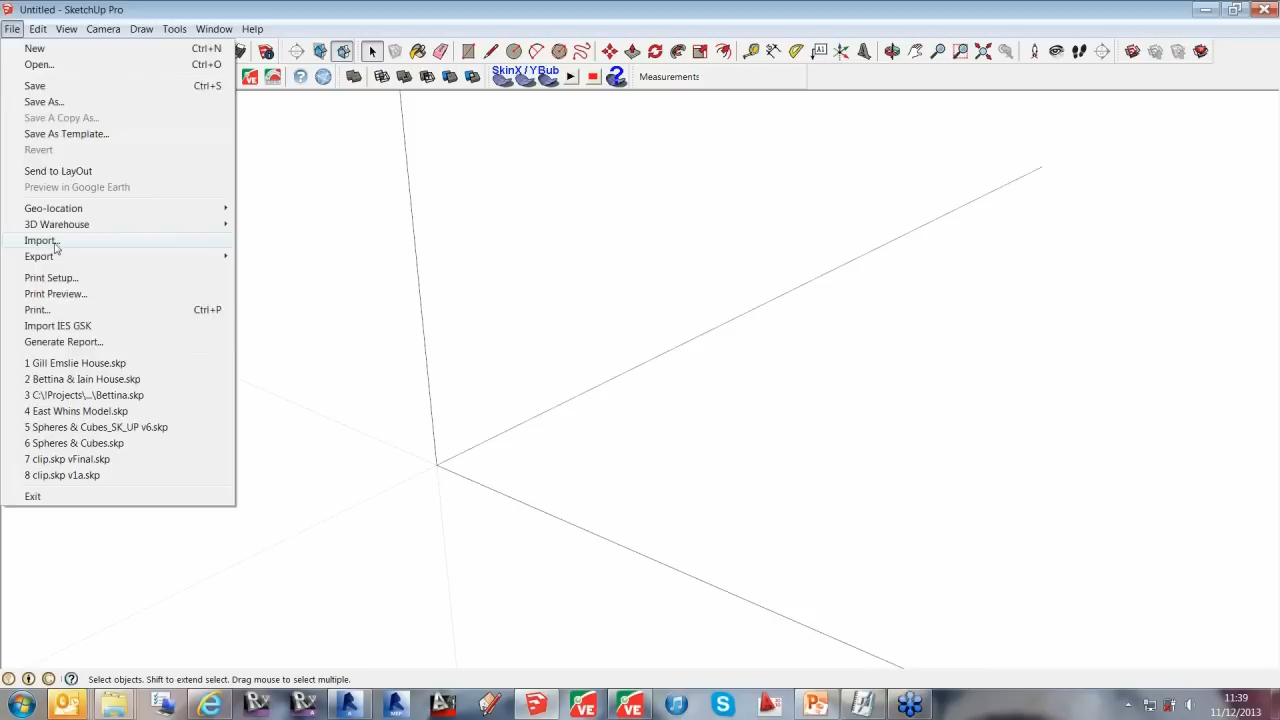 Untitled - SketchUp Pro
File Edit View Camera Draw Tools Window Help
New Ctrl+N
Open... Ctrl+O
Save Ctrl+S
Save As...
Save A Copy As...
Save As Template...
Revert
Send to LayOut
Preview in Google Earth
Geo-location
3D Warehouse
Import...
Export
Print Setup...
Print Preview...
Print... Ctrl+P
Import IES GSK
Generate Report...
1 Gill Emslie House.skp
2 Bettina & Iain House.skp
3 C:\!Projects\...\Bettina.skp
4 East Whins Model.skp
5 Spheres & Cubes_SK_UP v6.skp
6 Spheres & Cubes.skp
7 clip.skp vFinal.skp
8 clip.skp v1a.skp
Exit
SkinX / YBub
Measurements
Select objects. Shift to extend select. Drag mouse to select multiple.
11:39
11/12/2013